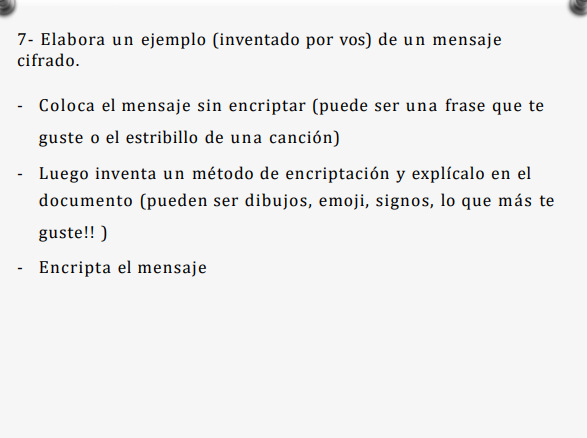 7- Elabora un ejemplo (inventado por vos) de un mensaje
cifrado.
- Coloca el mensaje sin encriptar (puede ser una frase que te
guste o el estribillo de una canción)
- Luego inventa un método de encriptación y explícalo en el
documento (pueden ser dibujos, emoji, signos, lo que más te
guste!! )
- Encripta el mensaje